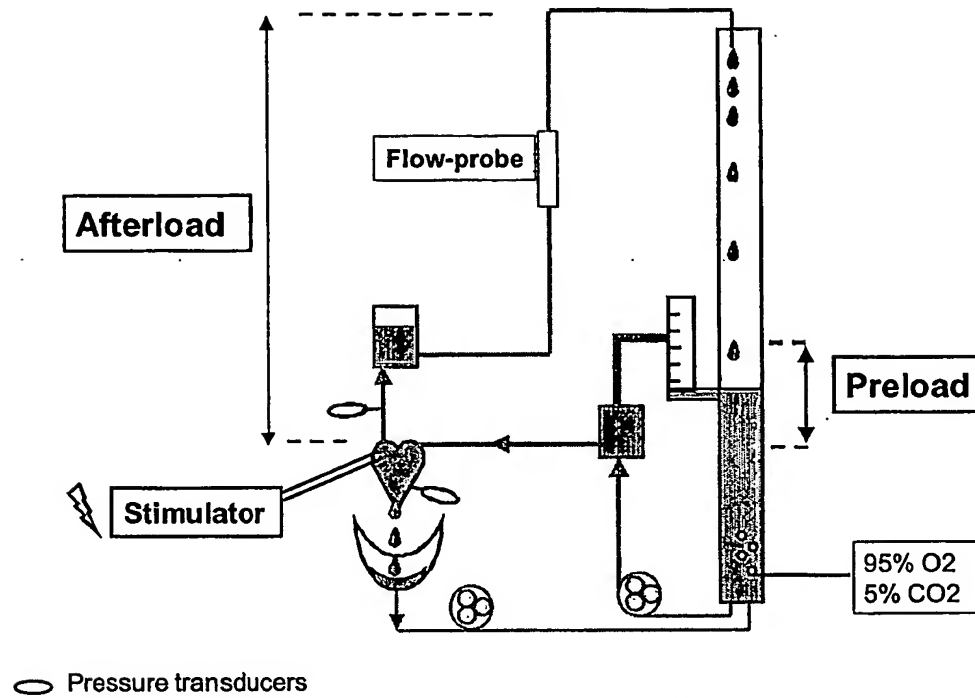 Flow-probe
Afterload
Preload
Stimulator
95% O2
5% CO2
Pressure transducers